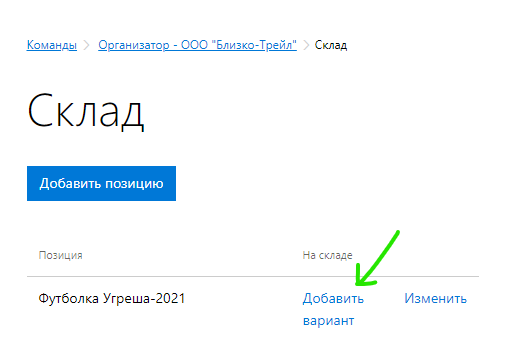 Команды > Организатор - ООО "Близко-Трейл" > Склад
Склад
Добавить позицию
Позиция На складе
Футболка Угреша-2021 Добавить Изменить
вариант